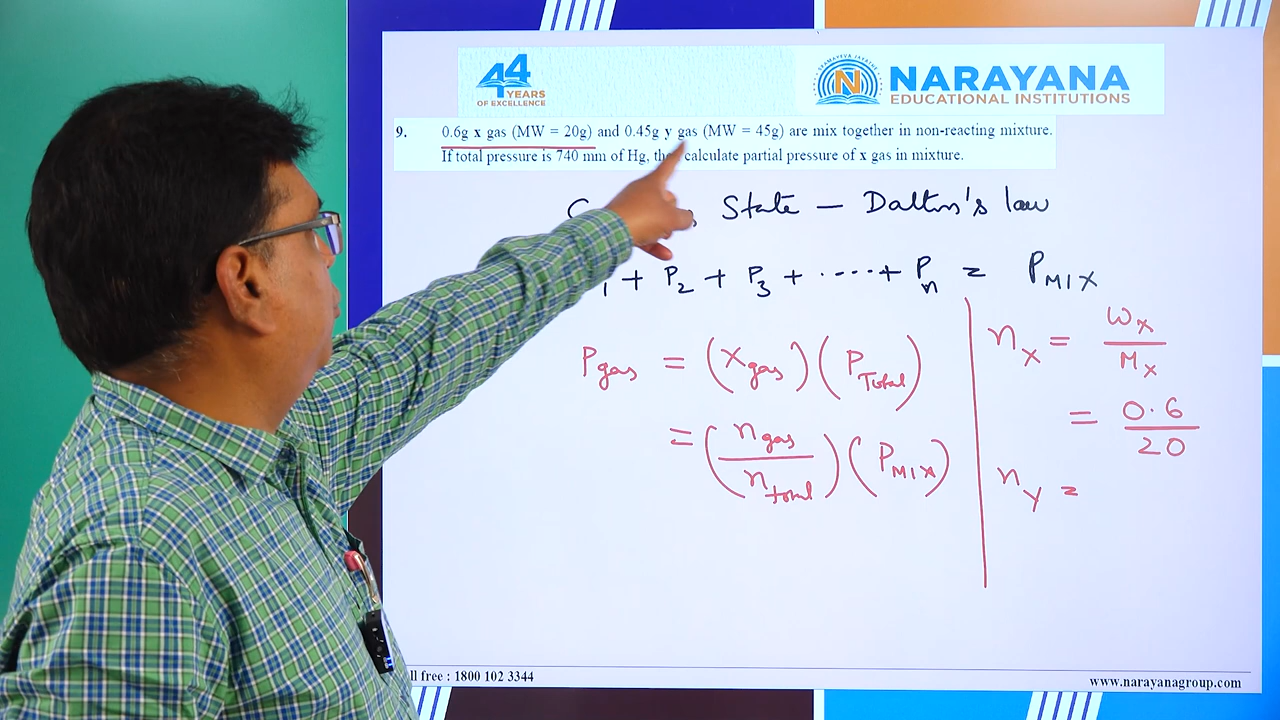 44
YEARS
OF EXCELLENCE
NARAYANA
EDUCATIONAL INSTITUTIONS
9. 0.6g x gas (MW = 20g) and 0.45g y gas (MW = 45g) are mix together in non-reacting mixture.
If total pressure is 740 mm of Hg, calculate partial pressure of x gas in mixture.
State — Dalton's law
1 + P2 + P3 + ..... + Pn = PMIX
Pgas = (Xgas) (PTotal)
= (ngas / ntotal) (PMIX)
nX = WX / MX
= 0.6 / 20
nY =
ll free : 1800 102 3344
www.narayanagroup.com